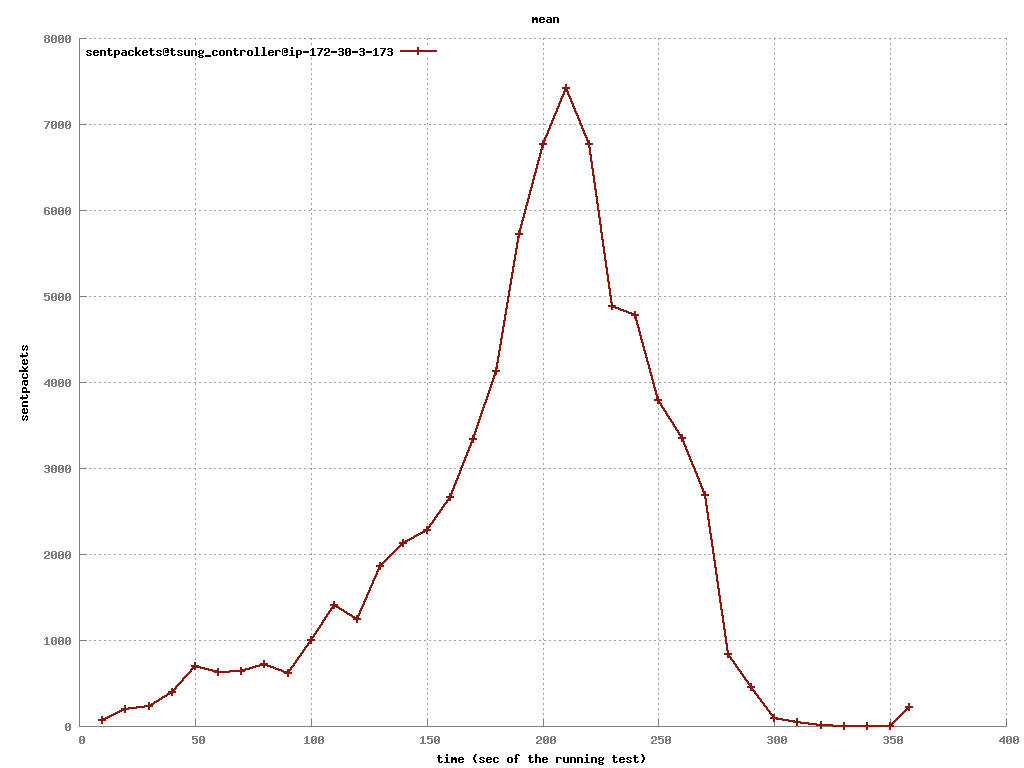 mean
sentpackets@tsung_controller@ip-172-30-3-173
8000
7000
6000
5000
4000
3000
2000
1000
0
sentpackets
0 50 100 150 200 250 300 350 400
time (sec of the running test)